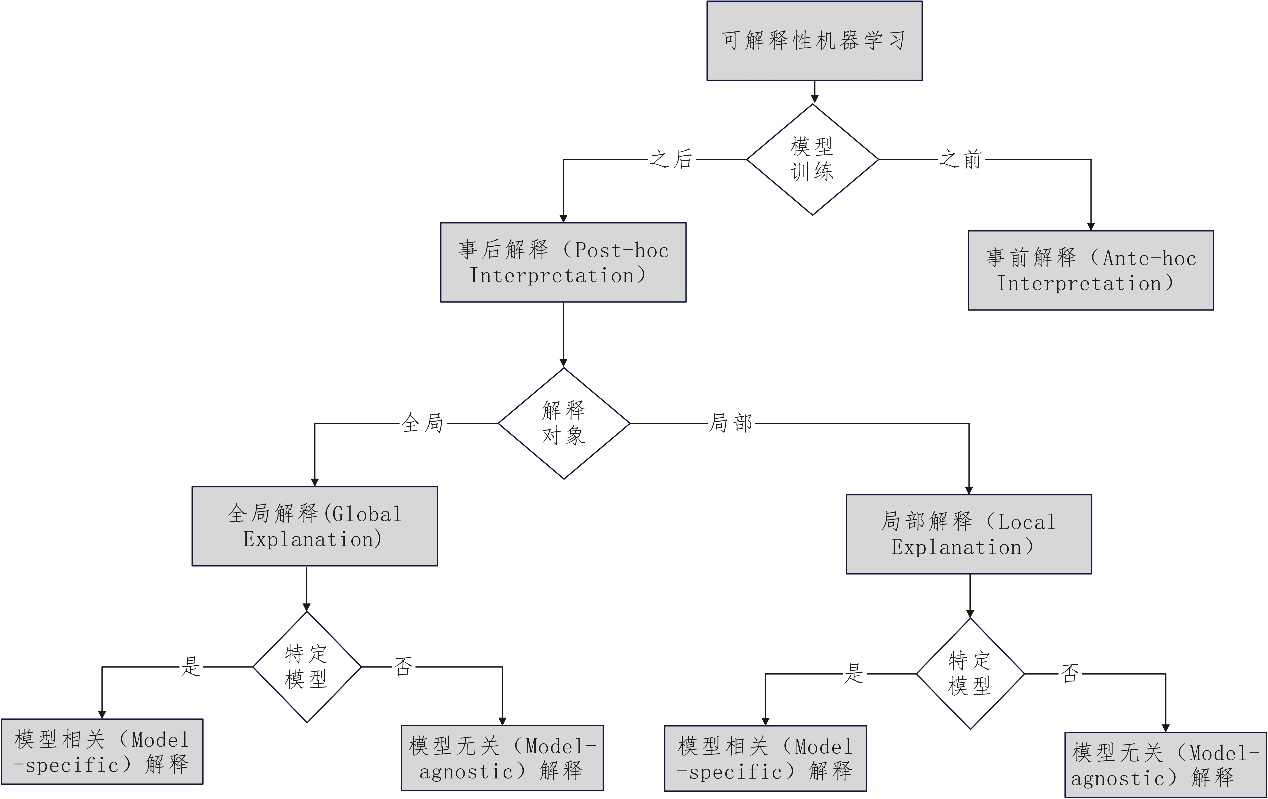 可解释性机器学习
模型
训练
之后
之前
事后解释（Post-hoc
Interpretation）
事前解释（Ante-hoc
Interpretation）
解释
对象
全局
局部
全局解释(Global
Explanation)
局部解释（Local
Explanation）
特定
模型
是
否
特定
模型
是
否
模型相关（Model
-specific）解释
模型无关（Model-
agnostic）解释
模型相关（Model
-specific）解释
模型无关（Model-
agnostic）解释